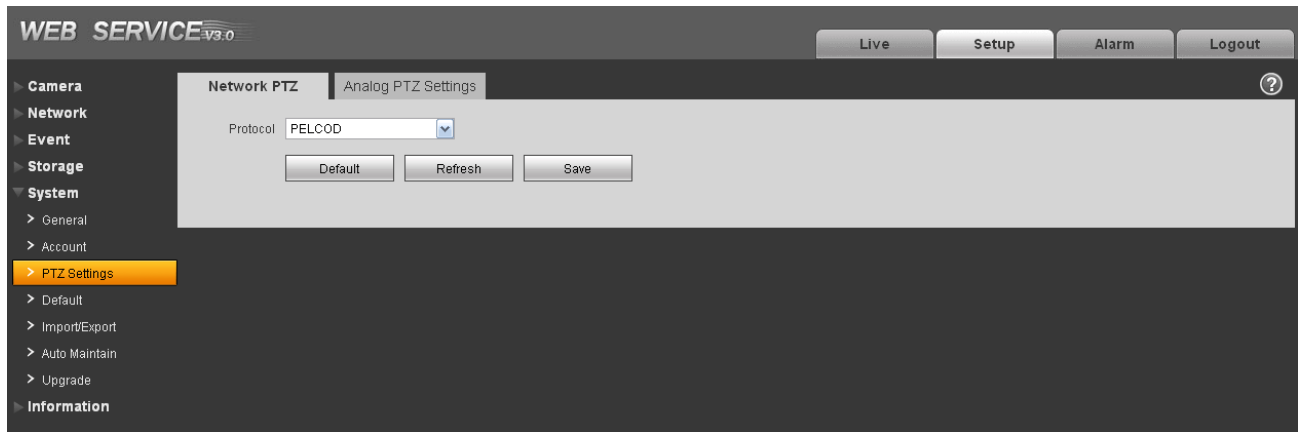 WEB SERVICE V3.0
Live
Setup
Alarm
Logout
Camera
Network
Event
Storage
System
> General
> Account
> PTZ Settings
> Default
> Import/Export
> Auto Maintain
> Upgrade
Information
Network PTZ
Analog PTZ Settings
?
Protocol PELCOD
Default
Refresh
Save